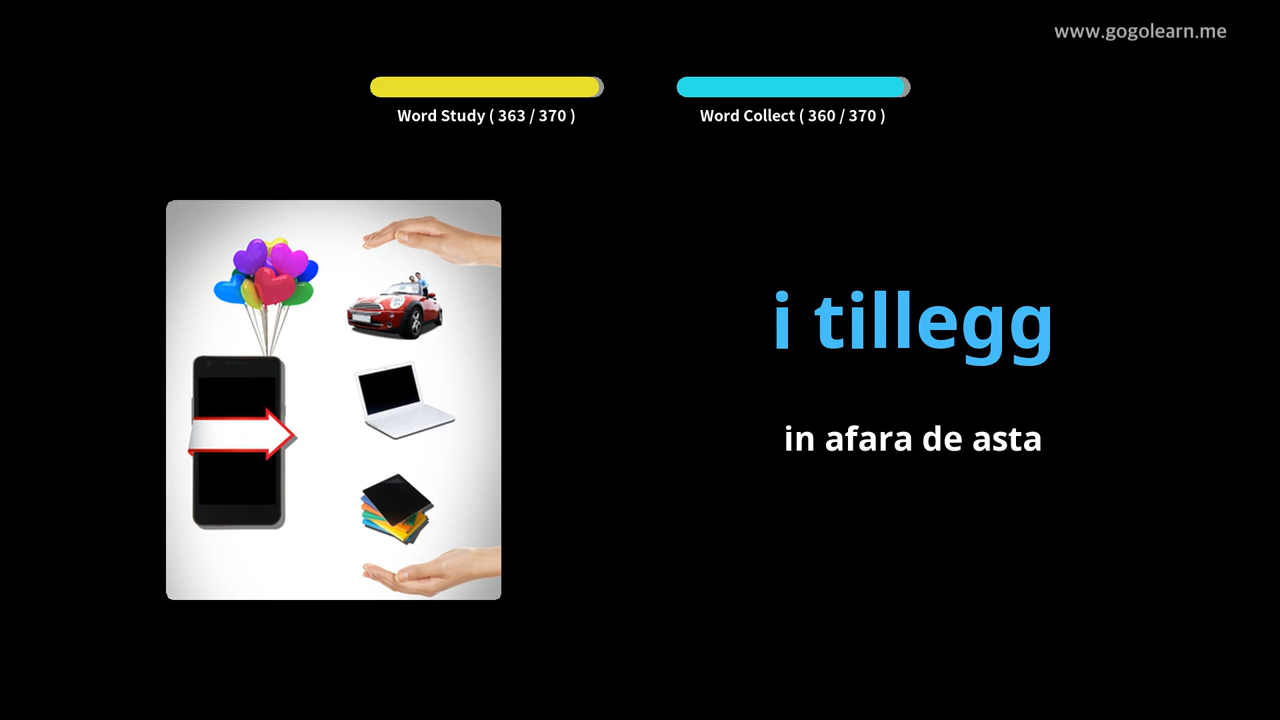 www.gogolearn.me
Word Study ( 363 / 370 )
Word Collect ( 360 / 370 )
i tillegg
in afara de asta